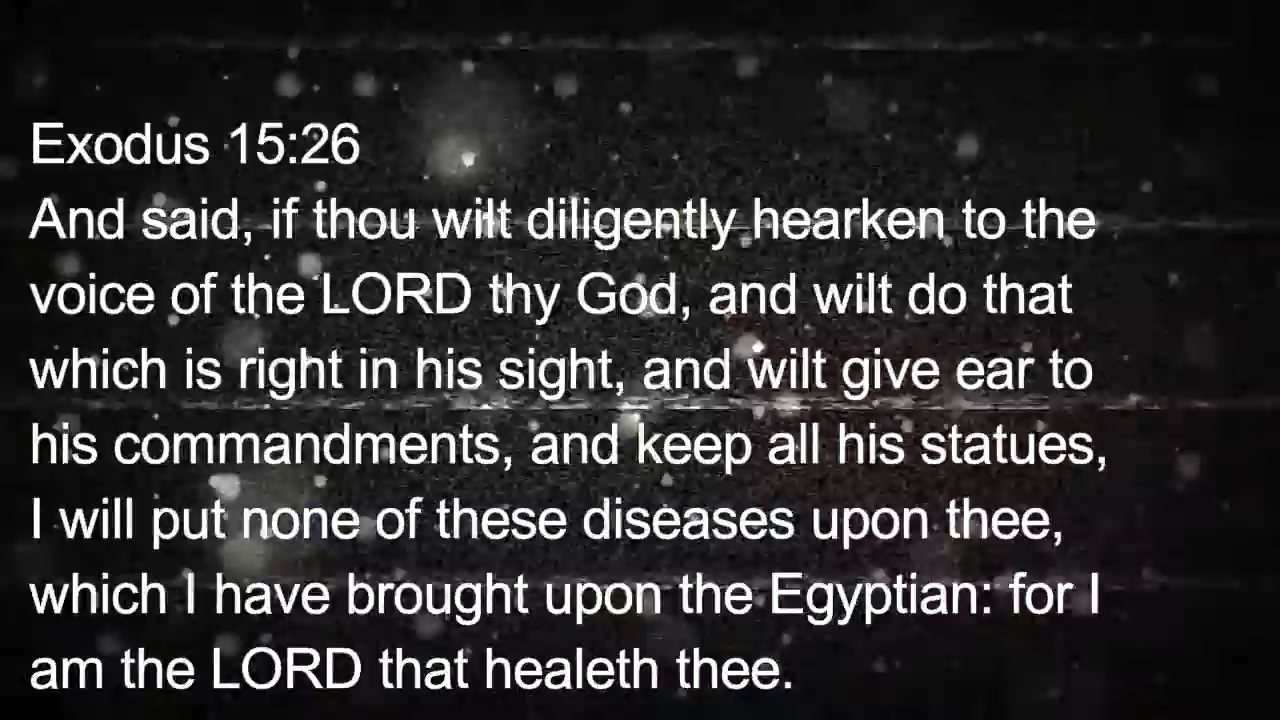 Exodus 15:26
And said, if thou wilt diligently hearken to the
voice of the LORD thy God, and wilt do that
which is right in his sight, and wilt give ear to
his commandments, and keep all his statues,
I will put none of these diseases upon thee,
which I have brought upon the Egyptian: for I
am the LORD that healeth thee.